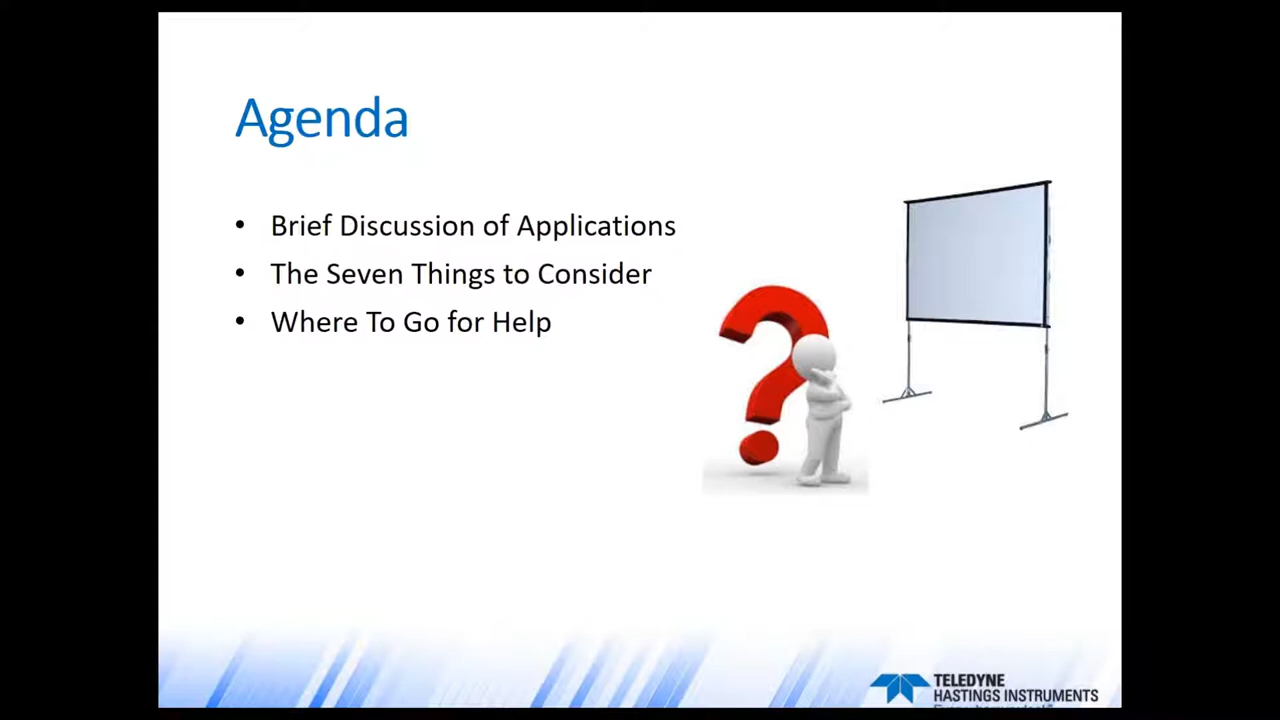 Agenda
• Brief Discussion of Applications
• The Seven Things to Consider
• Where To Go for Help
TELEDYNE
HASTINGS INSTRUMENTS